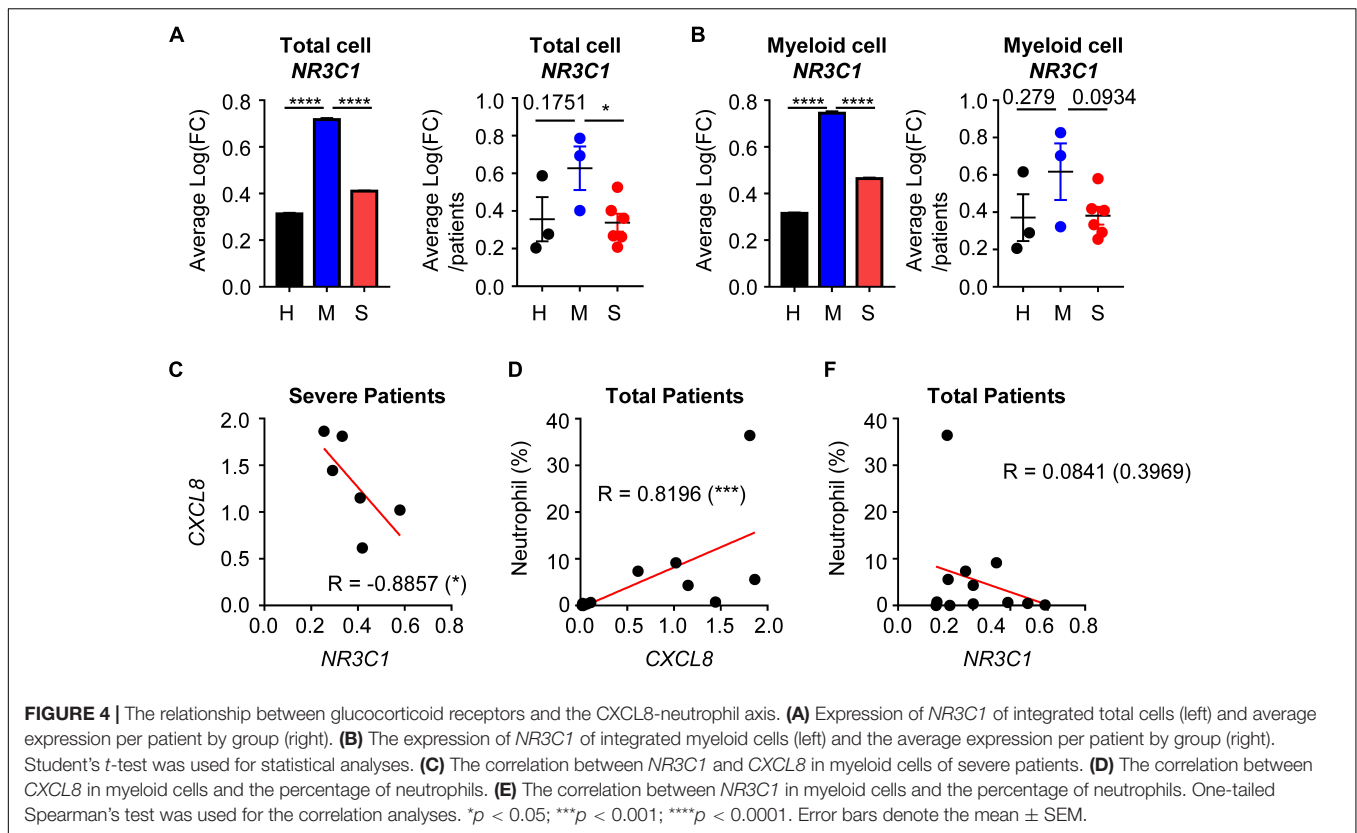 A
Total cell
NR3C1
Average Log(FC)
0.8
0.6
0.4
0.2
0.0
****
****
H M S
Total cell
NR3C1
Average Log(FC)
/patients
1.0
0.8
0.6
0.4
0.2
0.0
0.1751
*
H M S
B
Myeloid cell
NR3C1
Average Log(FC)
0.8
0.6
0.4
0.2
0.0
****
****
H M S
Myeloid cell
NR3C1
Average Log(FC)
/patients
1.0
0.8
0.6
0.4
0.2
0.0
0.279
0.0934
H M S
C
Severe Patients
CXCL8
2.0
1.5
1.0
0.5
0.0
R = -0.8857 (*)
0.0 0.2 0.4 0.6 0.8
NR3C1
D
Total Patients
Neutrophil (%)
40
30
20
10
0
R = 0.8196 (***)
0.0 0.5 1.0 1.5 2.0
CXCL8
F
Total Patients
Neutrophil (%)
40
30
20
10
0
R = 0.0841 (0.3969)
0.0 0.2 0.4 0.6 0.8
NR3C1
FIGURE 4 | The relationship between glucocorticoid receptors and the CXCL8-neutrophil axis. (A) Expression of NR3C1 of integrated total cells (left) and average
expression per patient by group (right). (B) The expression of NR3C1 of integrated myeloid cells (left) and the average expression per patient by group (right).
Student's t-test was used for statistical analyses. (C) The correlation between NR3C1 and CXCL8 in myeloid cells of severe patients. (D) The correlation between
CXCL8 in myeloid cells and the percentage of neutrophils. (E) The correlation between NR3C1 in myeloid cells and the percentage of neutrophils. One-tailed
Spearman's test was used for the correlation analyses. *p < 0.05; ***p < 0.001; ****p < 0.0001. Error bars denote the mean ± SEM.